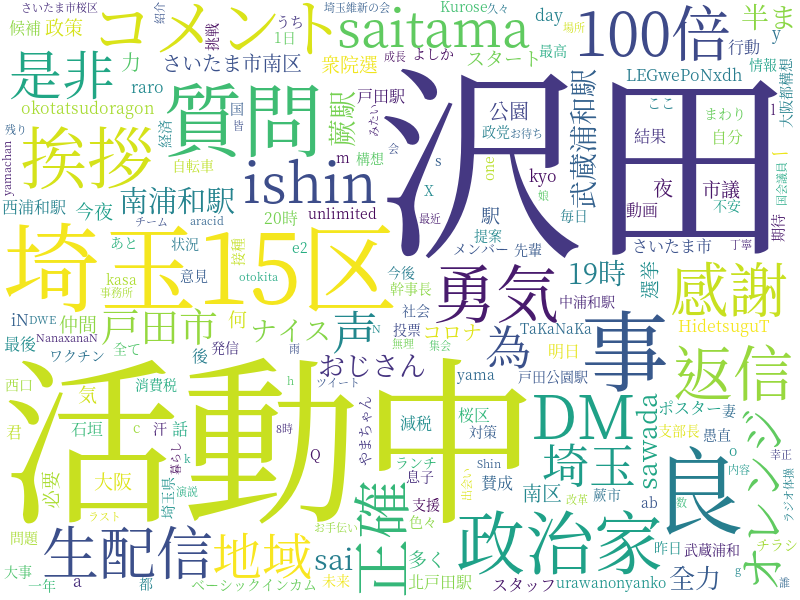 さいたま市桜区
紹介
埼玉維新の会
Kurose
久々
day
半ま
y
候補
政策
コメント
挑戦
うち
1日
saitama
100倍
行動
情報
場所
大阪都構想
是非
力
raro
さいたま市南区
衆院選
成長
よしか
スタート
最高
LEGwePoNxdh
ここ
まわり
l
okotatsudoragon
国
経済
皆
質問
戸田駅
蕨駅
みたい
構想
m
会
公園
政党
お待ち
武蔵浦和駅
結果
自分
国会議員
残り
yamachan
挨拶
自転車
ishin
s
one
X
kyo
夜
市議
動画
不安
期待
沢田
西浦和駅
今夜
南浦和駅
チーム
aracid
20時
unlimited
最近
駅
娘
毎日
提案
さいたま市
丁寧
埼玉15区
あと
状況
接種
e2
otokita
今後
幹事長
メンバー
先輩
19時
選挙
感謝
kasa
事務所
意見
勇気
中浦和駅
iN
DWE
仲間
戸田市
何
ナイス
声
社会
投票
N
コロナ
無理
集会
為
TaKaNaKa
明日
事
HidetsuguT
最後
NanaxanaN
ワクチン
全て
発信
後
雨
おじさん
yama
戸田公園駅
返信
西口
気
消費税
h
ツイート
DM
ポスター
妻
君
石垣
c
汗
話
8時
やまちゃん
減税
桜区
対策
sawada
支部長
愚直
o
オレンジ
活動中
必要
大阪
k
暮らし
演説
埼玉県
Q
ランチ
息子
Shin
賛成
出会い
埼玉
良
幸正
内容
ラスト
お手伝い
正確
支援
色々
政治家
改革
南区
蕨市
ab
数
ラジオ体操
問題
生配信
地域
sai
多く
昨日
武蔵浦和
チラシ
大事
一年
a
都
ベーシックインカム
未来
北戸田駅
スタッフ
urawanonyanko
全力
g
誰